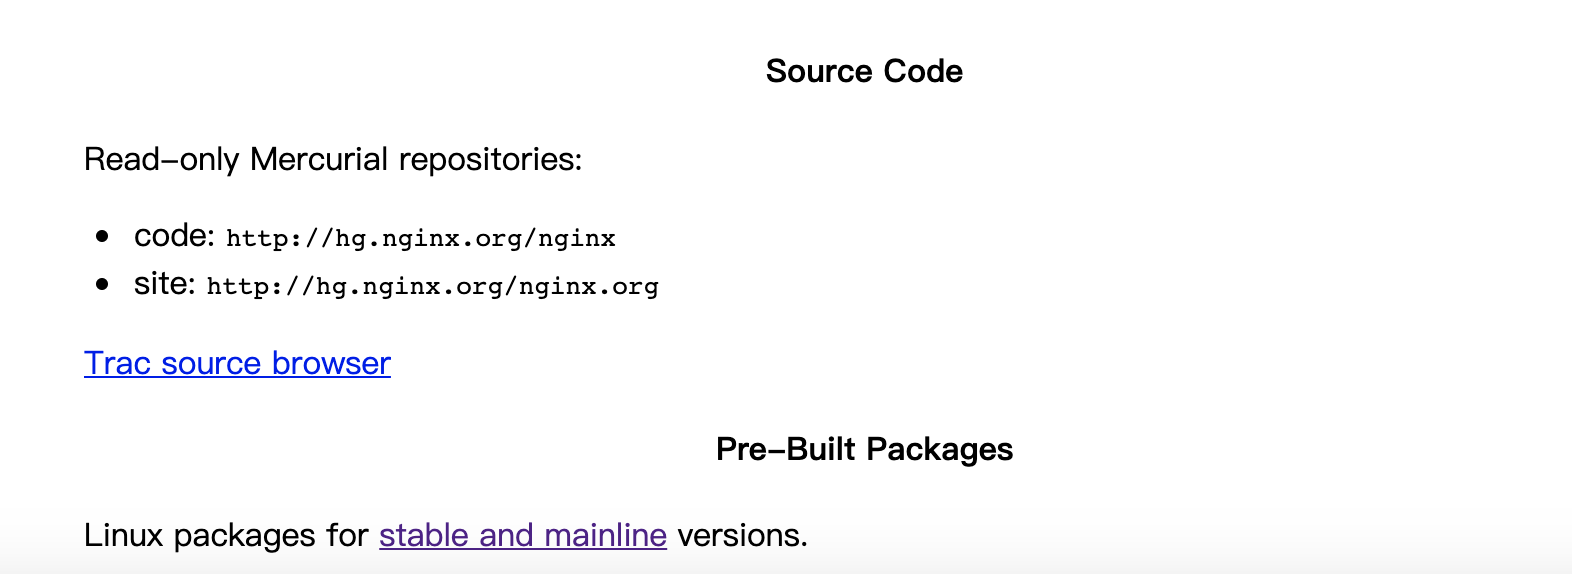 Source Code
Read-only Mercurial repositories:
• code: http://hg.nginx.org/nginx
• site: http://hg.nginx.org/nginx.org
Trac source browser
Pre-Built Packages
Linux packages for stable and mainline versions.